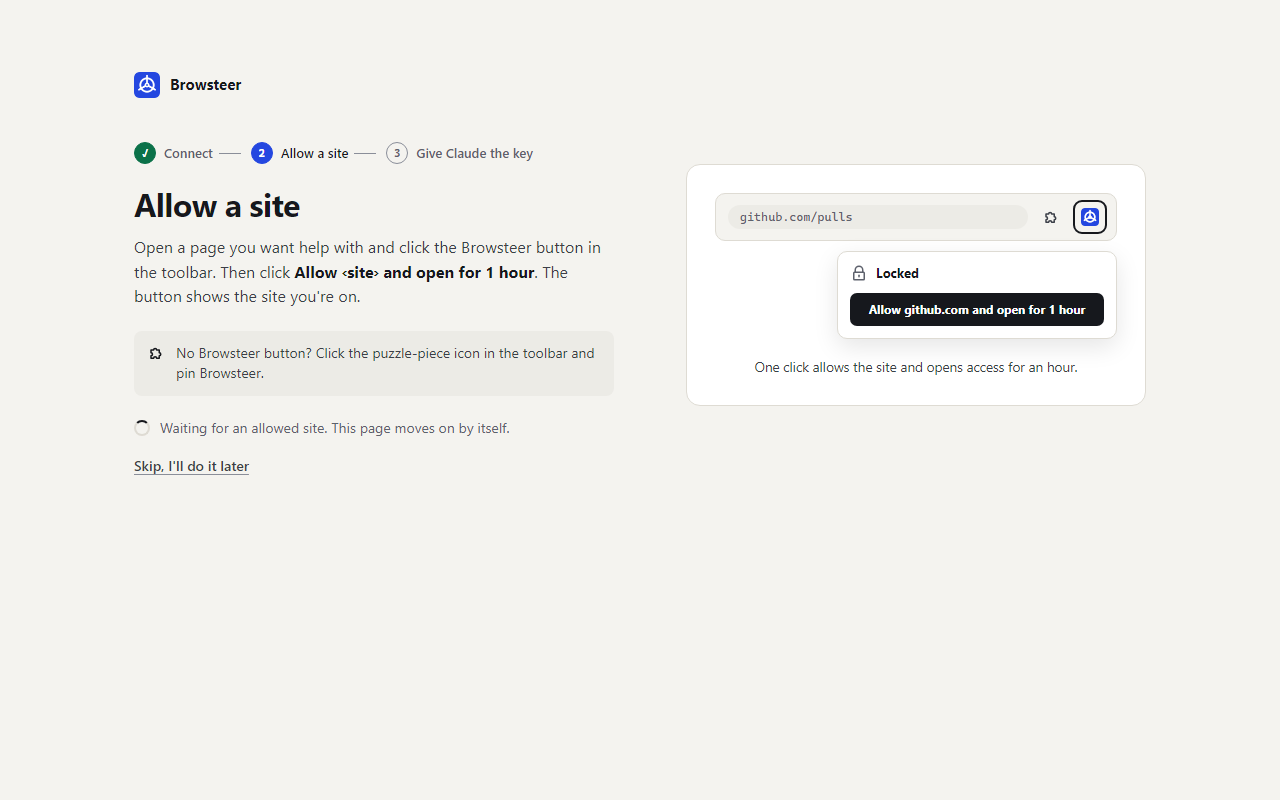 Browsteer
Connect
2 Allow a site
3 Give Claude the key
Allow a site
Open a page you want help with and click the Browsteer button in
the toolbar. Then click Allow ‹site› and open for 1 hour. The
button shows the site you're on.
No Browsteer button? Click the puzzle-piece icon in the toolbar and
pin Browsteer.
Waiting for an allowed site. This page moves on by itself.
Skip, I'll do it later
github.com/pulls
Locked
Allow github.com and open for 1 hour
One click allows the site and opens access for an hour.